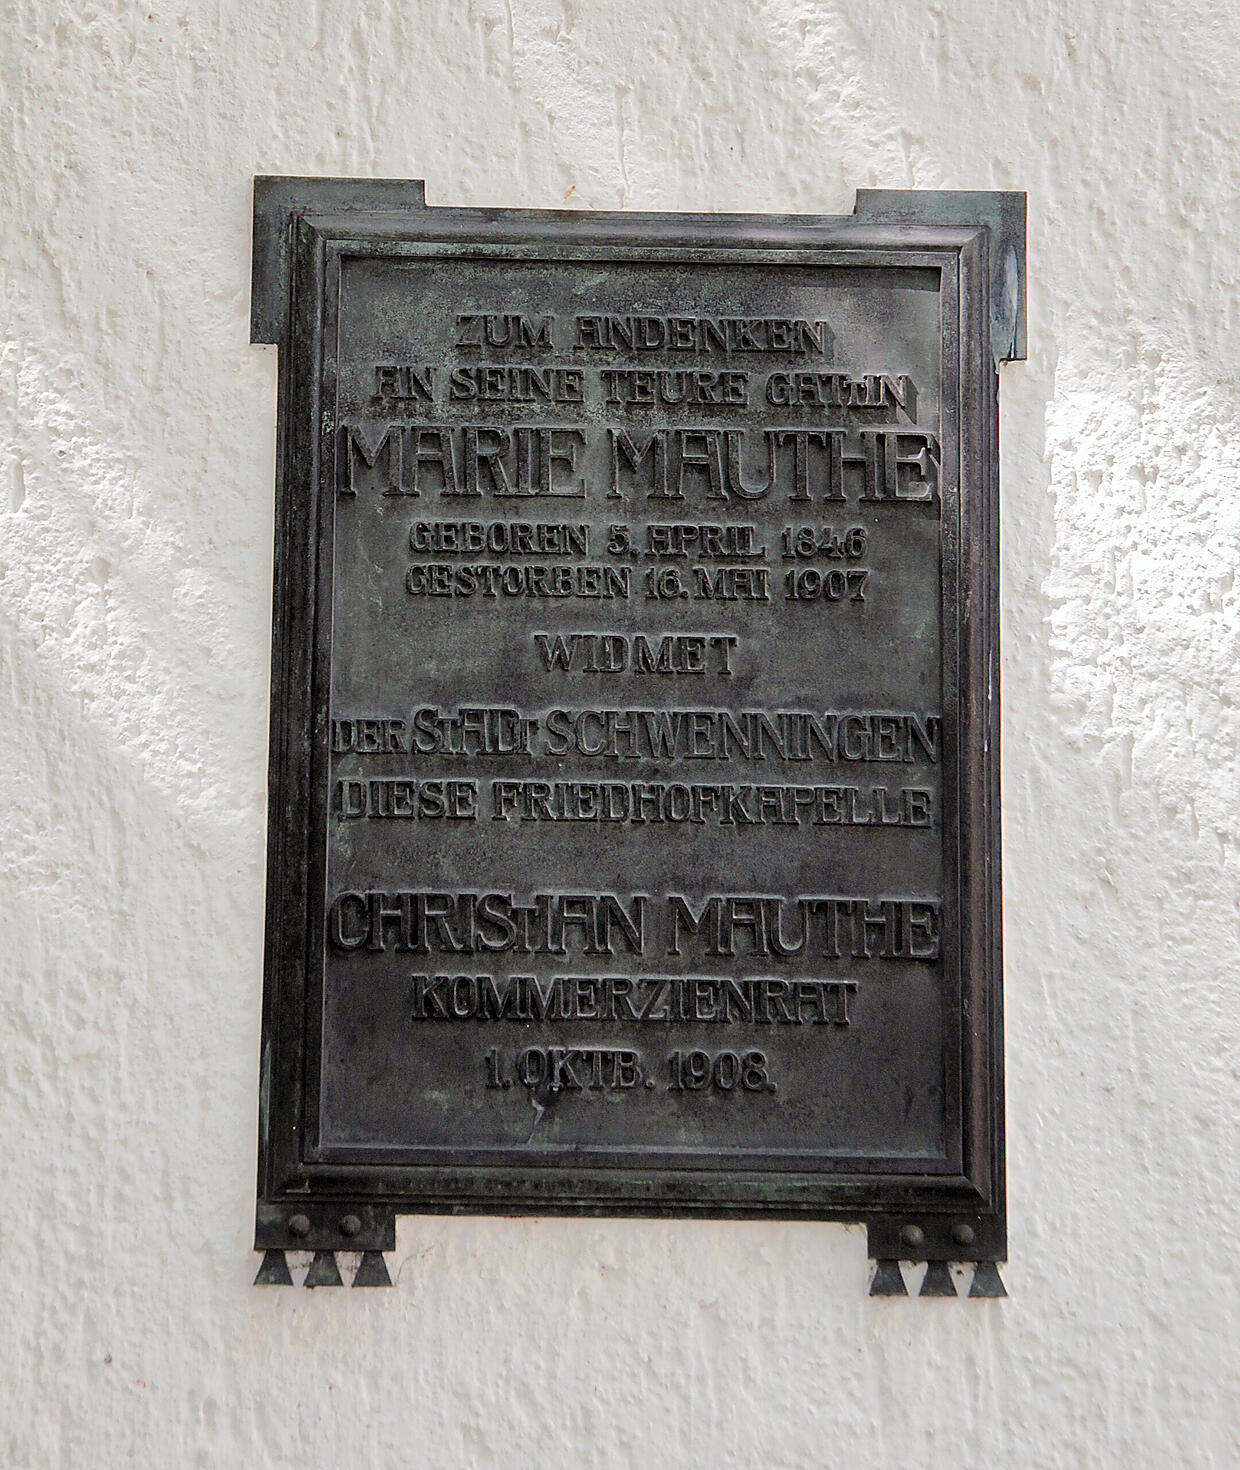 ZUM ANDENKEN
AN SEINE TEURE GATTIN
MARIE MAUTHE
GEBOREN 5. APRIL 1846
GESTORBEN 16. MAI 1907
WIDMET
DER STADT SCHWENNINGEN
DIESE FRIEDHOFKAPELLE
CHRISTIAN MAUTHE
KOMMERZIENRAT
1. OKTB. 1908.